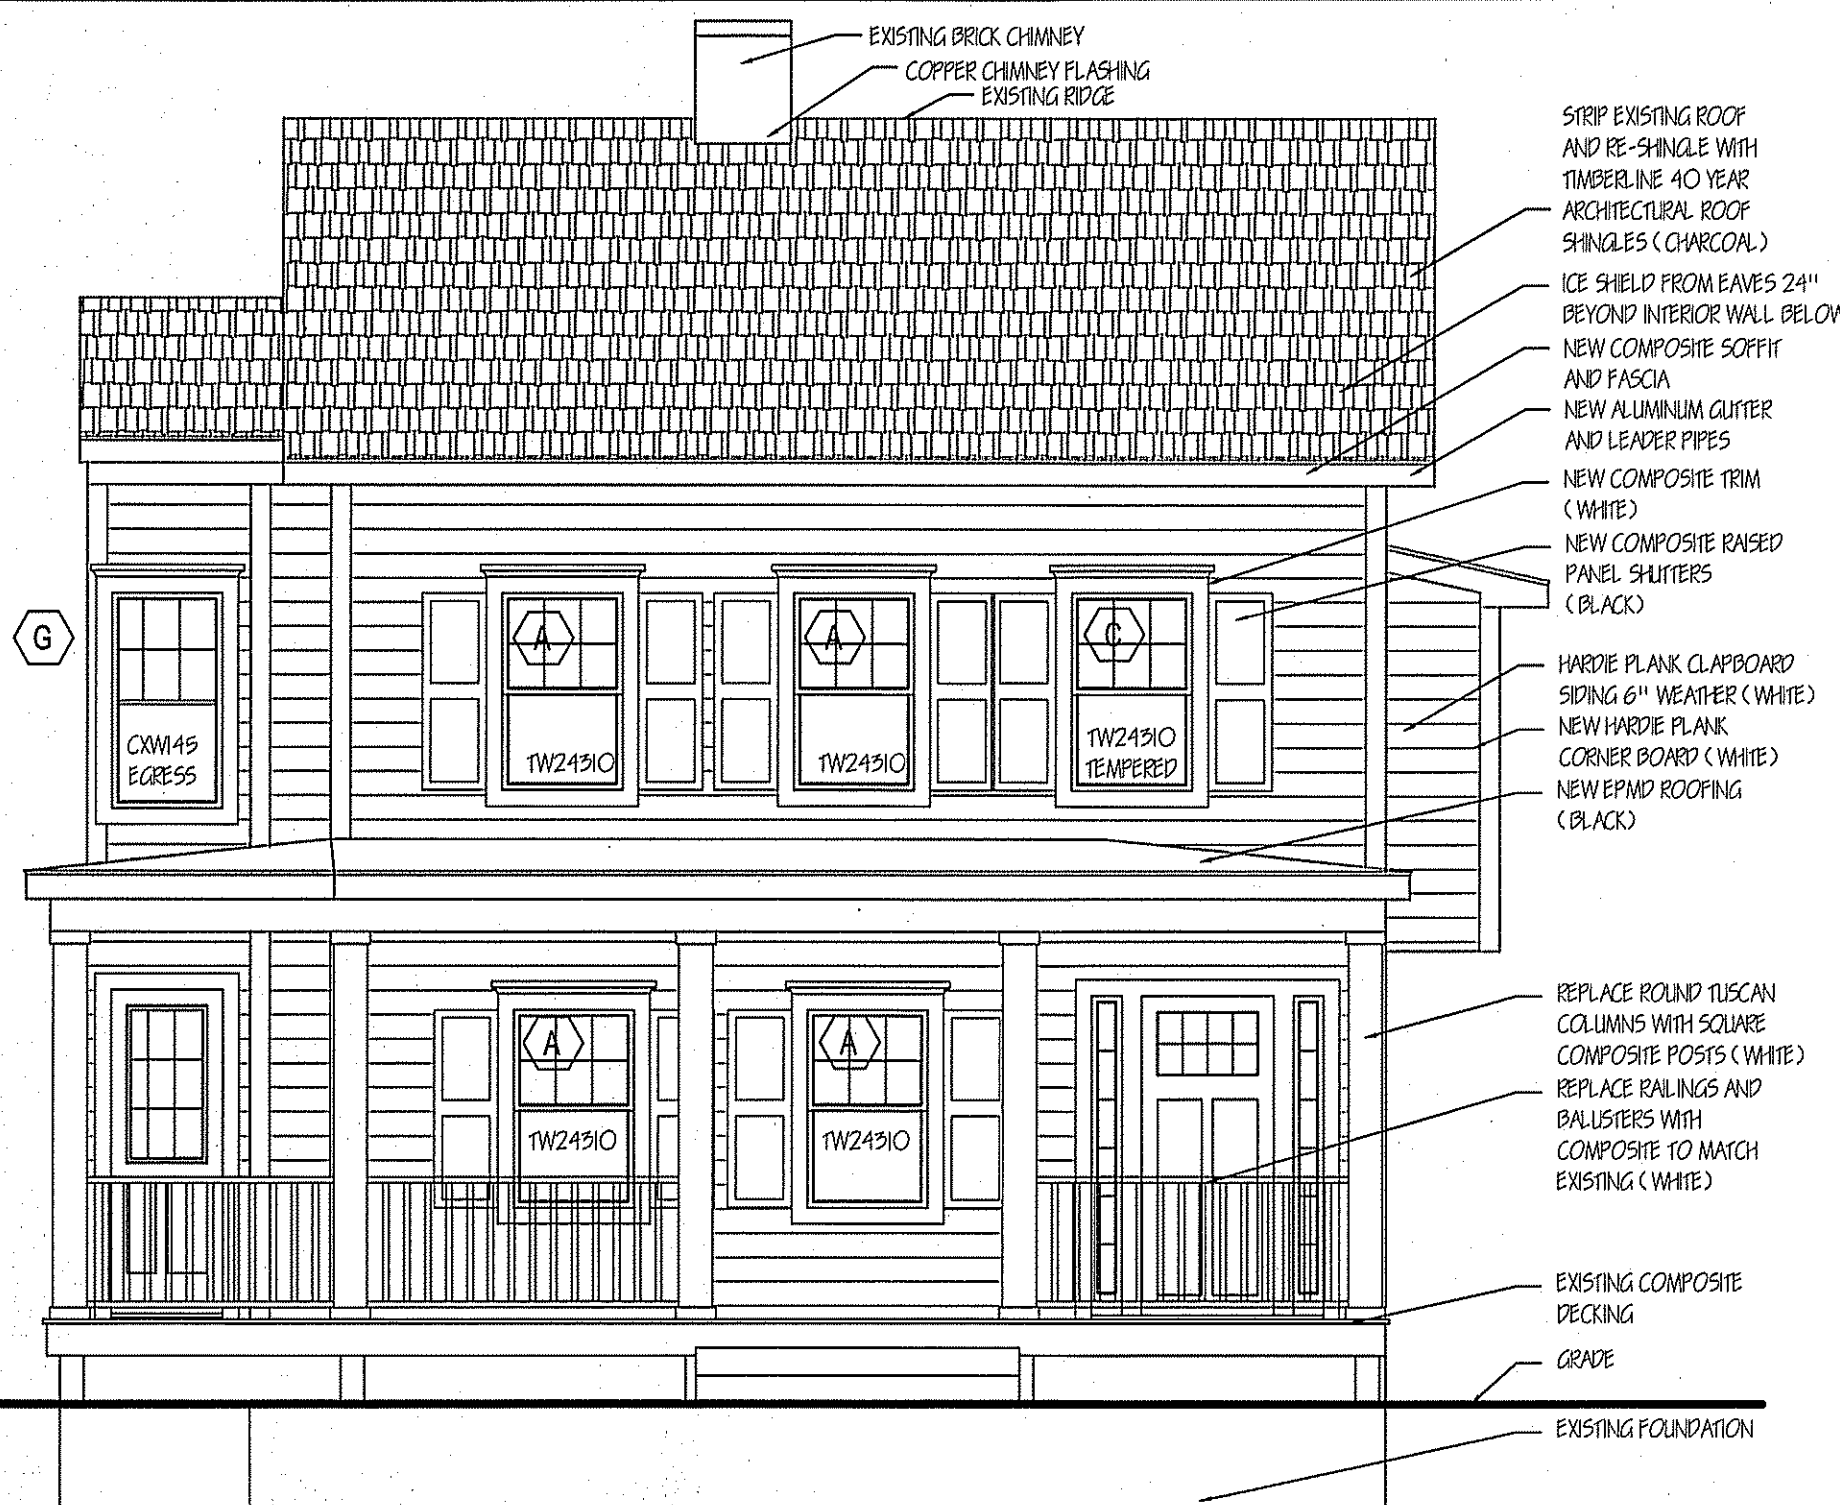 EXISTING BRICK CHIMNEY
COPPER CHIMNEY FLASHING
EXISTING RIDGE
STRIP EXISTING ROOF
AND RE-SHINGLE WITH
TIMBERLINE 40 YEAR
ARCHITECTURAL ROOF
SHINGLES (CHARCOAL)
ICE SHIELD FROM EAVES 24"
BEYOND INTERIOR WALL BELOW
NEW COMPOSITE SOFFIT
AND FASCIA
NEW ALUMINUM GUTTER
AND LEADER PIPES
NEW COMPOSITE TRIM
(WHITE)
NEW COMPOSITE RAISED
PANEL SHUTTERS
(BLACK)
HARDIE PLANK CLAPBOARD
SIDING 6" WEATHER (WHITE)
NEW HARDIE PLANK
CORNER BOARD (WHITE)
NEW EPMD ROOFING
(BLACK)
REPLACE ROUND TUSCAN
COLUMNS WITH SQUARE
COMPOSITE POSTS (WHITE)
REPLACE RAILINGS AND
BALUSTERS WITH
COMPOSITE TO MATCH
EXISTING (WHITE)
EXISTING COMPOSITE
DECKING
GRADE
EXISTING FOUNDATION
G
A
A
C
CXW145
EGRESS
TW24310
TW24310
TW24310
TEMPERED
A
A
TW24310
TW24310